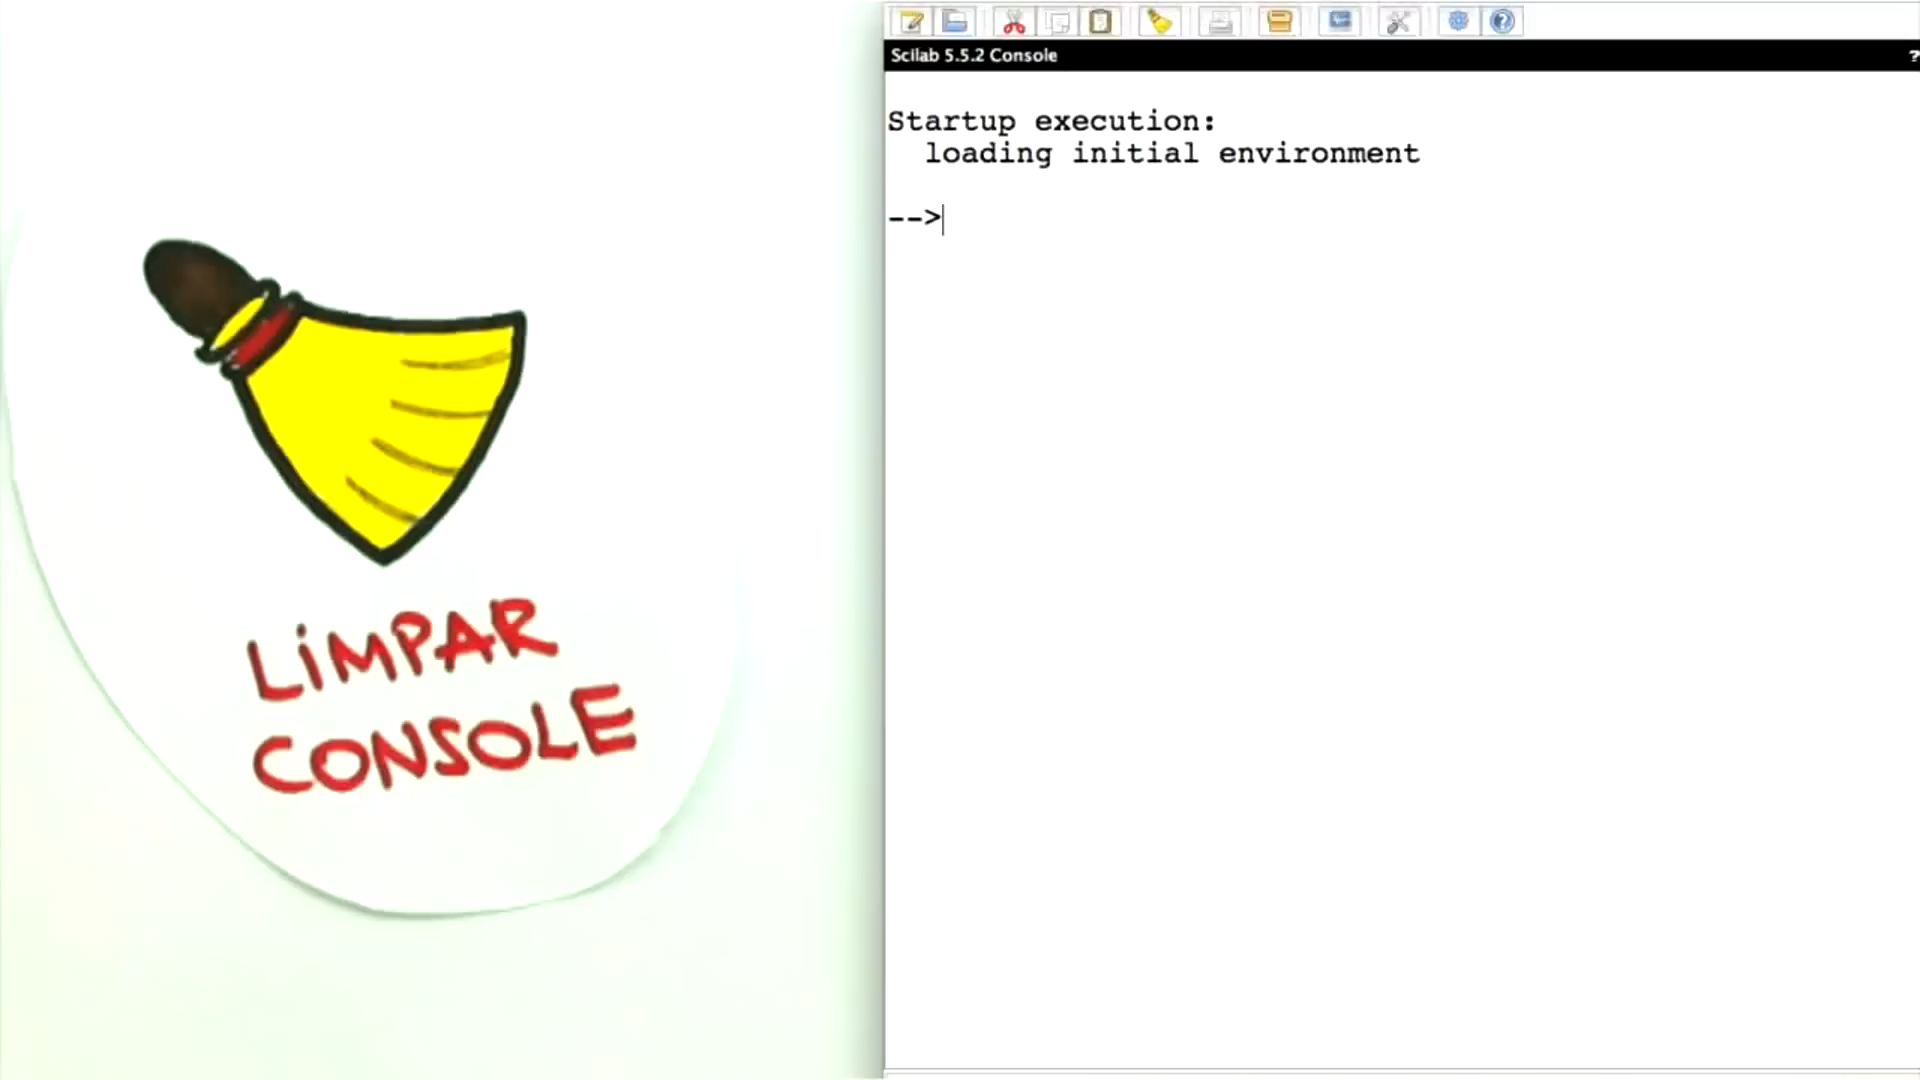 LiMPAR
CONSOLE
Scilab 5.5.2 Console
?
Startup execution:
loading initial environment
-->